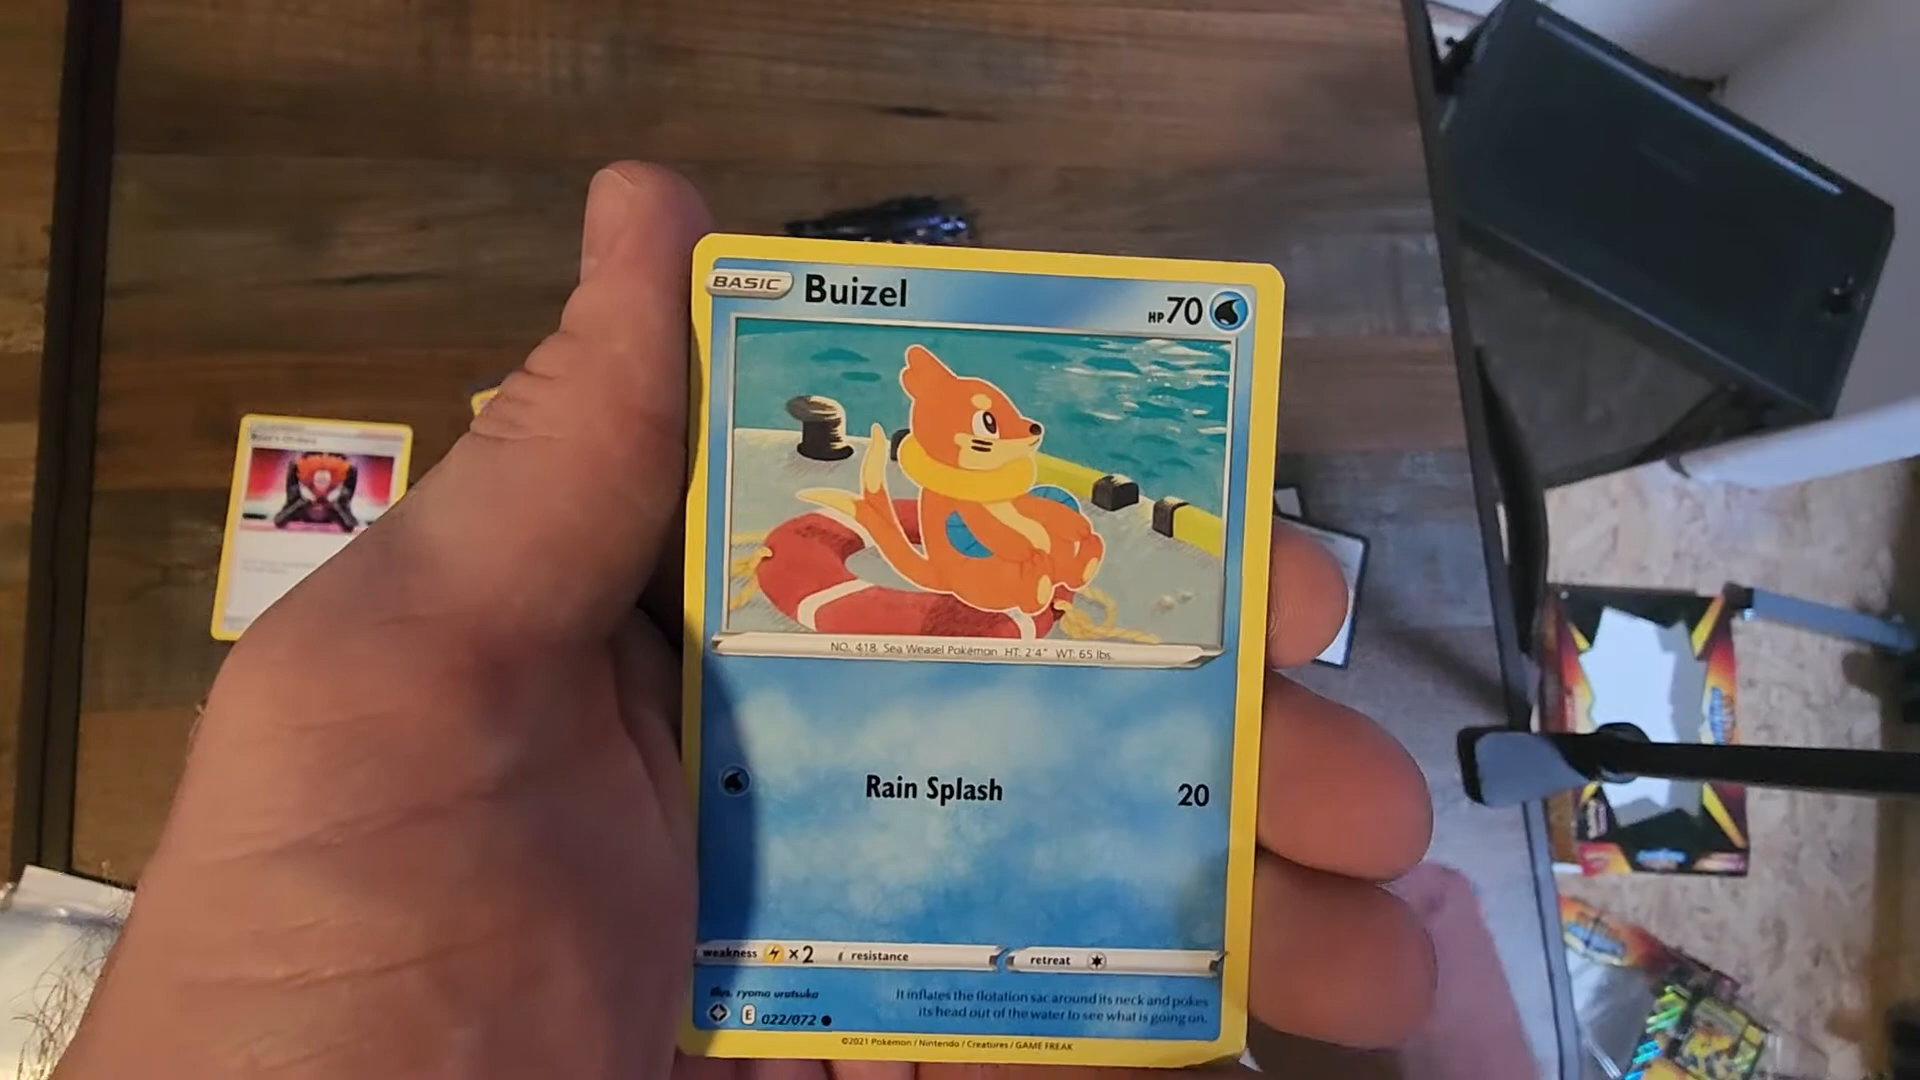 BASIC Buizel HP 70
NO. 418 Sea Weasel Pokémon HT: 2'4" WT: 65 lbs.
Rain Splash 20
weakness ×2 resistance retreat
illus. ryoma uratsuka
It inflates the flotation sac around its neck and pokes
its head out of the water to see what is going on.
E 022/072
©2021 Pokémon / Nintendo / Creatures / GAME FREAK